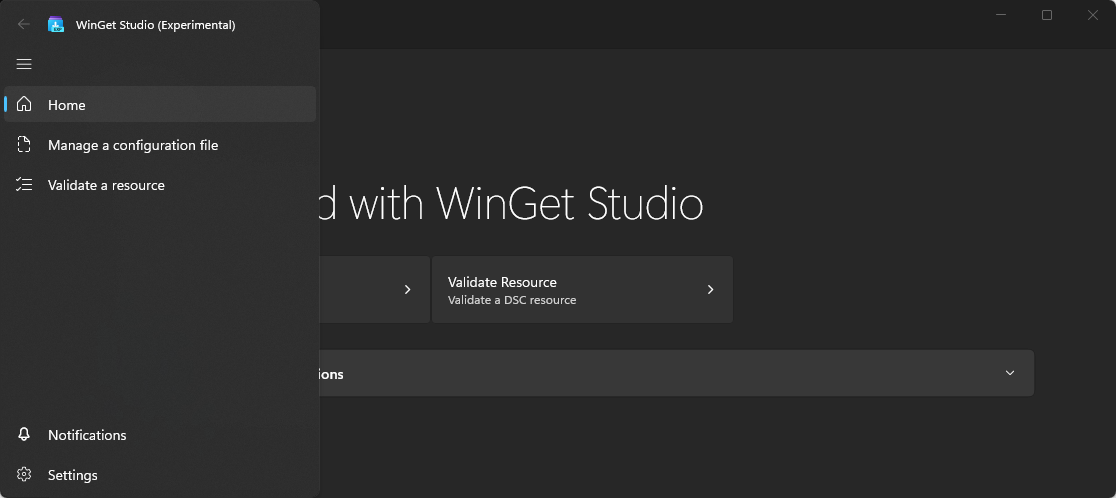 WinGet Studio (Experimental)
Home
Manage a configuration file
Validate a resource
d with WinGet Studio
Validate Resource
Validate a DSC resource
ions
Notifications
Settings